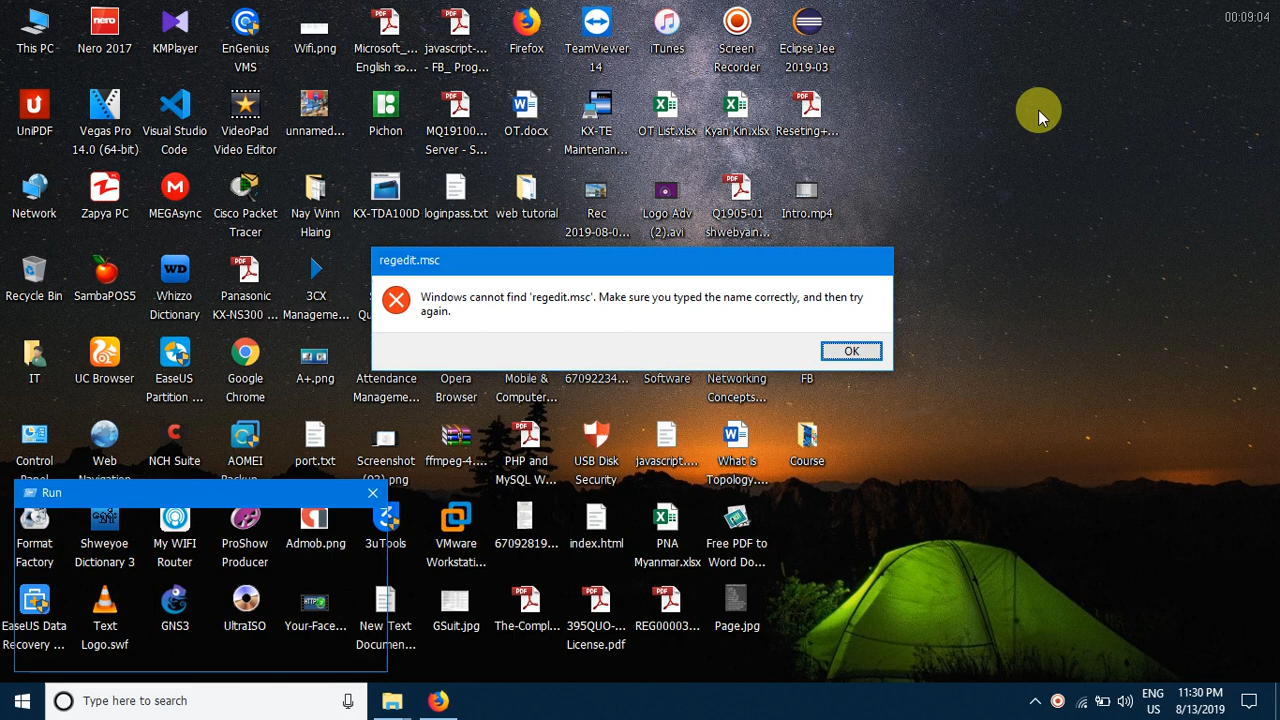 00:09:04
This PC
Nero 2017
KMPlayer
EnGenius
VMS
Wifi.png
Microsoft_...
English အ...
javascript-...
- FB_ Prog...
Firefox
TeamViewer
14
iTunes
Screen
Recorder
Eclipse Jee
2019-03
UniPDF
Vegas Pro
14.0 (64-bit)
Visual Studio
Code
VideoPad
Video Editor
unnamed...
Pichon
MQ19100...
Server - S...
OT.docx
KX-TE
Maintenan...
OT List.xlsx
Kyan Kin.xlsx
Reseting+...
Network
Zapya PC
MEGAsync
Cisco Packet
Tracer
Nay Winn
Hlaing
KX-TDA100D
loginpass.txt
web tutorial
Rec
2019-08-0...
Logo Adv
(2).avi
Q1905-01
shwebyain...
Intro.mp4
Recycle Bin
SambaPOS5
Whizzo
Dictionary
Panasonic
KX-NS300 ...
3CX
Manageme...
regedit.msc
Windows cannot find 'regedit.msc'. Make sure you typed the name correctly, and then try
again.
OK
IT
UC Browser
EaseUS
Partition ...
Google
Chrome
A+.png
Attendance
Manageme...
Opera
Browser
Mobile &
Computer...
67092234...
Software
Networking
Concepts...
FB
Control
Panel
Web
Navigation
NCH Suite
AOMEI
Backup...
port.txt
Screenshot
(02).png
ffmpeg-4....
PHP and
MySQL W...
USB Disk
Security
javascript....
What is
Topology....
Course
Run
Format
Factory
Shweyoe
Dictionary 3
My WIFI
Router
ProShow
Producer
Admob.png
3uTools
VMware
Workstati...
67092819...
index.html
PNA
Myanmar.xlsx
Free PDF to
Word Do...
EaseUS Data
Recovery ...
Text
Logo.swf
GNS3
UltraISO
Your-Face...
New Text
Documen...
GSuit.jpg
The-Compl...
395QUO-...
License.pdf
REG00003...
Page.jpg
Type here to search
ENG
US
11:30 PM
8/13/2019